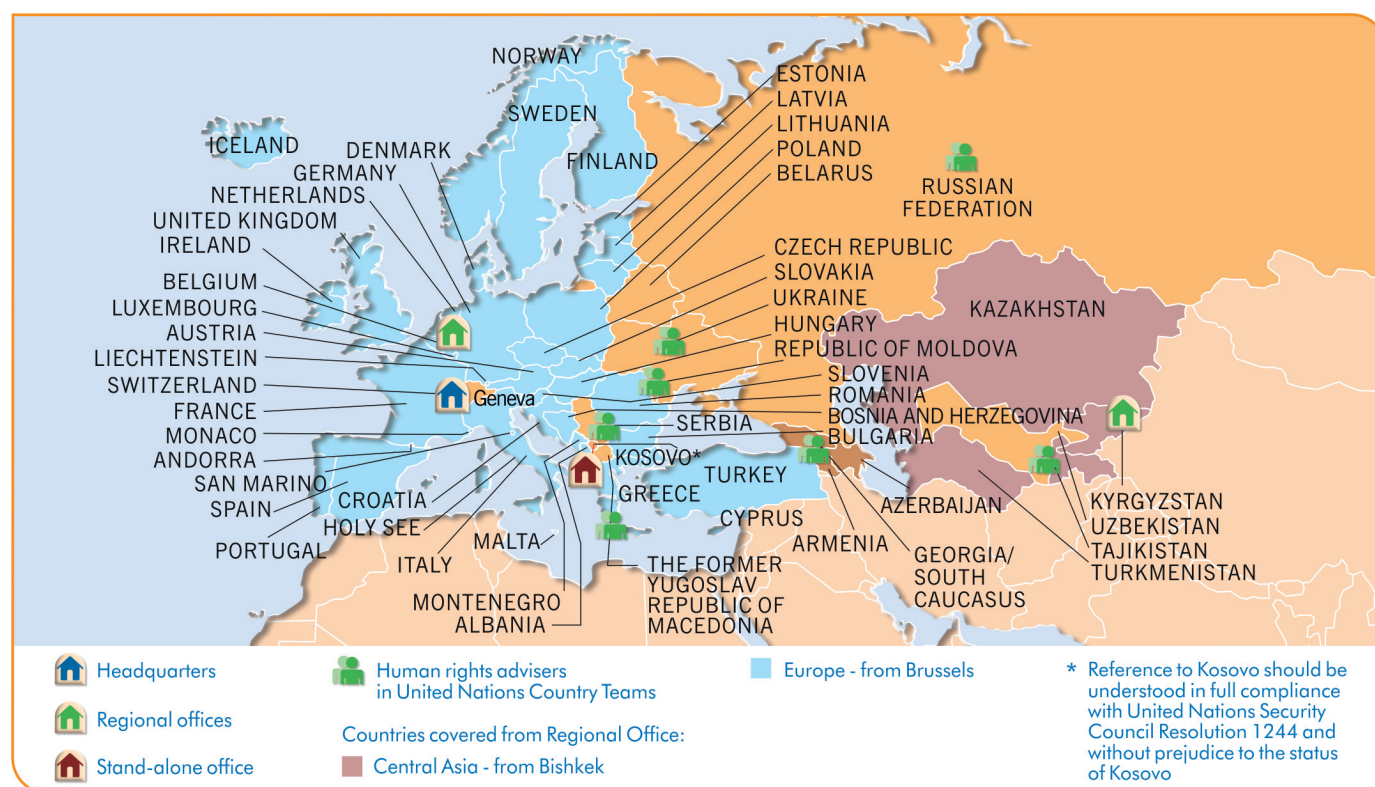 NORWAY
SWEDEN
FINLAND
ICELAND
DENMARK
GERMANY
NETHERLANDS
UNITED KINGDOM
IRELAND
BELGIUM
LUXEMBOURG
AUSTRIA
LIECHTENSTEIN
SWITZERLAND
FRANCE
MONACO
ANDORRA
SAN MARINO
SPAIN
PORTUGAL
CROATIA
HOLY SEE
ITALY
MALTA
MONTENEGRO
ALBANIA
Geneva
ESTONIA
LATVIA
LITHUANIA
POLAND
BELARUS
RUSSIAN
FEDERATION
CZECH REPUBLIC
SLOVAKIA
UKRAINE
HUNGARY
REPUBLIC OF MOLDOVA
SLOVENIA
ROMANIA
BOSNIA AND HERZEGOVINA
SERBIA
BULGARIA
KOSOVO*
GREECE
TURKEY
CYPRUS
THE FORMER
YUGOSLAV
REPUBLIC OF
MACEDONIA
ARMENIA
AZERBAIJAN
GEORGIA/
SOUTH
CAUCASUS
KAZAKHSTAN
KYRGYZSTAN
UZBEKISTAN
TAJIKISTAN
TURKMENISTAN
Headquarters
Regional offices
Stand-alone office
Human rights advisers
in United Nations Country Teams
Countries covered from Regional Office:
Central Asia - from Bishkek
Europe - from Brussels
* Reference to Kosovo should be
understood in full compliance
with United Nations Security
Council Resolution 1244 and
without prejudice to the status
of Kosovo